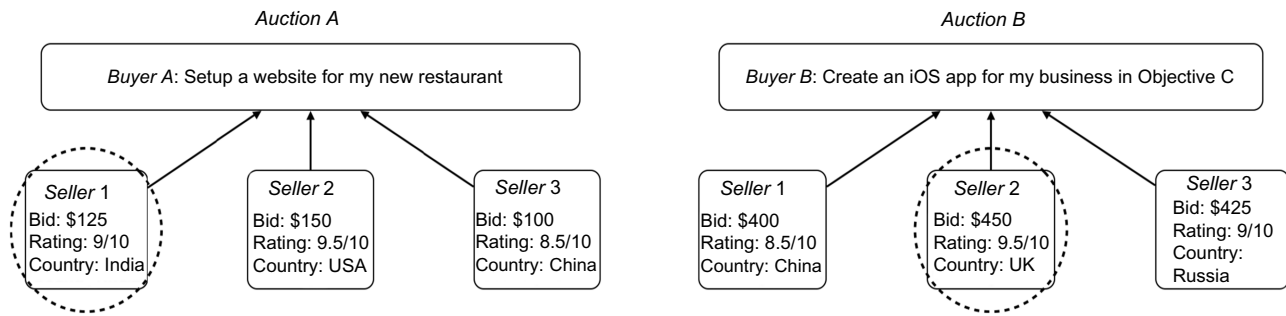 Auction A
Buyer A: Setup a website for my new restaurant
Seller 1
Bid: $125
Rating: 9/10
Country: India
Seller 2
Bid: $150
Rating: 9.5/10
Country: USA
Seller 3
Bid: $100
Rating: 8.5/10
Country: China
Auction B
Buyer B: Create an iOS app for my business in Objective C
Seller 1
Bid: $400
Rating: 8.5/10
Country: China
Seller 2
Bid: $450
Rating: 9.5/10
Country: UK
Seller 3
Bid: $425
Rating: 9/10
Country:
Russia